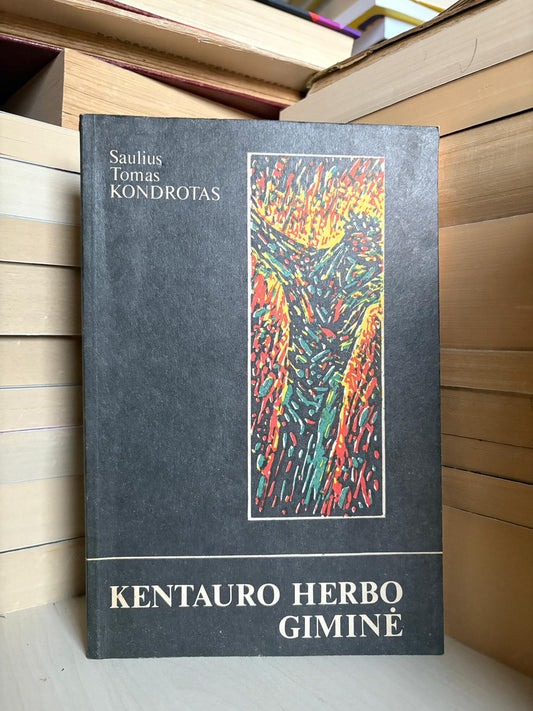 Saulius
Tomas
KONDROTAS
KENTAURO HERBO
GIMINĖ